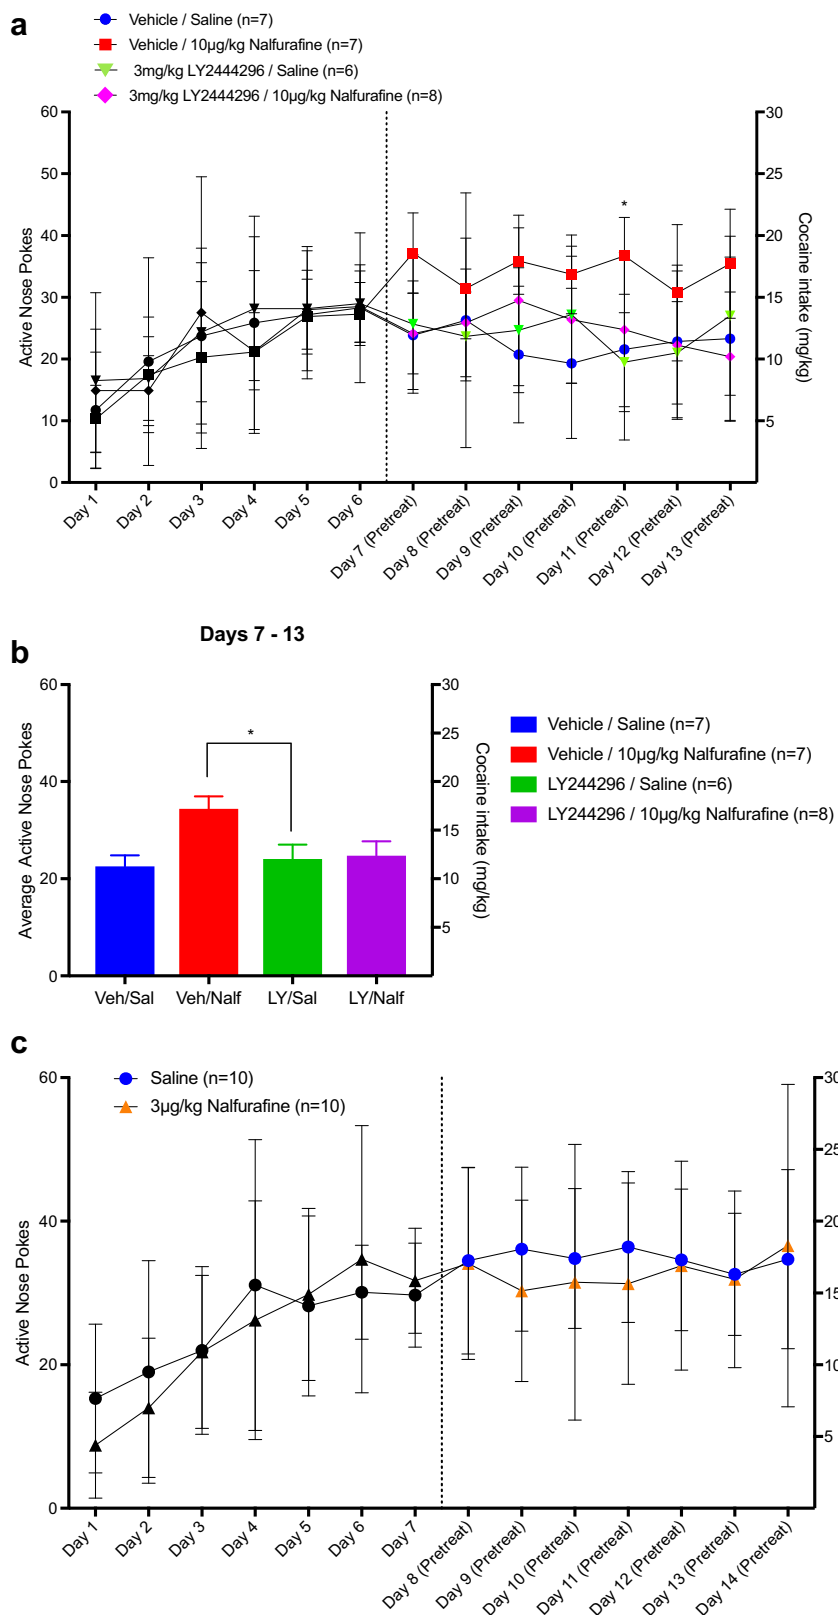 a
Vehicle / Saline (n=7)
Vehicle / 10µg/kg Nalfurafine (n=7)
3mg/kg LY2444296 / Saline (n=6)
3mg/kg LY2444296 / 10µg/kg Nalfurafine (n=8)
60
50
40
30
20
10
0
Active Nose Pokes
30
25
20
15
10
5
Cocaine intake (mg/kg)
*
Day 1
Day 2
Day 3
Day 4
Day 5
Day 6
Day 7 (Pretreat)
Day 8 (Pretreat)
Day 9 (Pretreat)
Day 10 (Pretreat)
Day 11 (Pretreat)
Day 12 (Pretreat)
Day 13 (Pretreat)
b
Days 7 - 13
60
40
20
0
Average Active Nose Pokes
30
25
20
15
10
5
Cocaine intake (mg/kg)
*
Veh/Sal
Veh/Nalf
LY/Sal
LY/Nalf
Vehicle / Saline (n=7)
Vehicle / 10µg/kg Nalfurafine (n=7)
LY244296 / Saline (n=6)
LY244296 / 10µg/kg Nalfurafine (n=8)
c
Saline (n=10)
3µg/kg Nalfurafine (n=10)
60
40
20
0
Active Nose Pokes
30
25
20
15
10
5
Day 1
Day 2
Day 3
Day 4
Day 5
Day 6
Day 7
Day 8 (Pretreat)
Day 9 (Pretreat)
Day 10 (Pretreat)
Day 11 (Pretreat)
Day 12 (Pretreat)
Day 13 (Pretreat)
Day 14 (Pretreat)